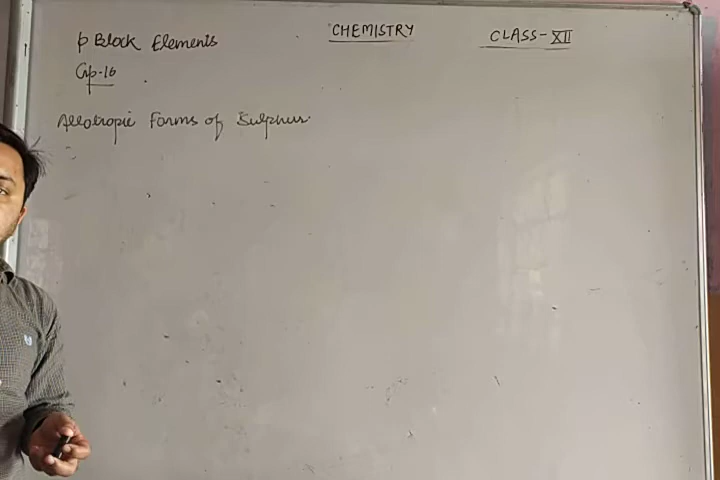 p Block Elements
CHEMISTRY
CLASS-XII
Gp-16
Allotropic Forms of Sulphur.